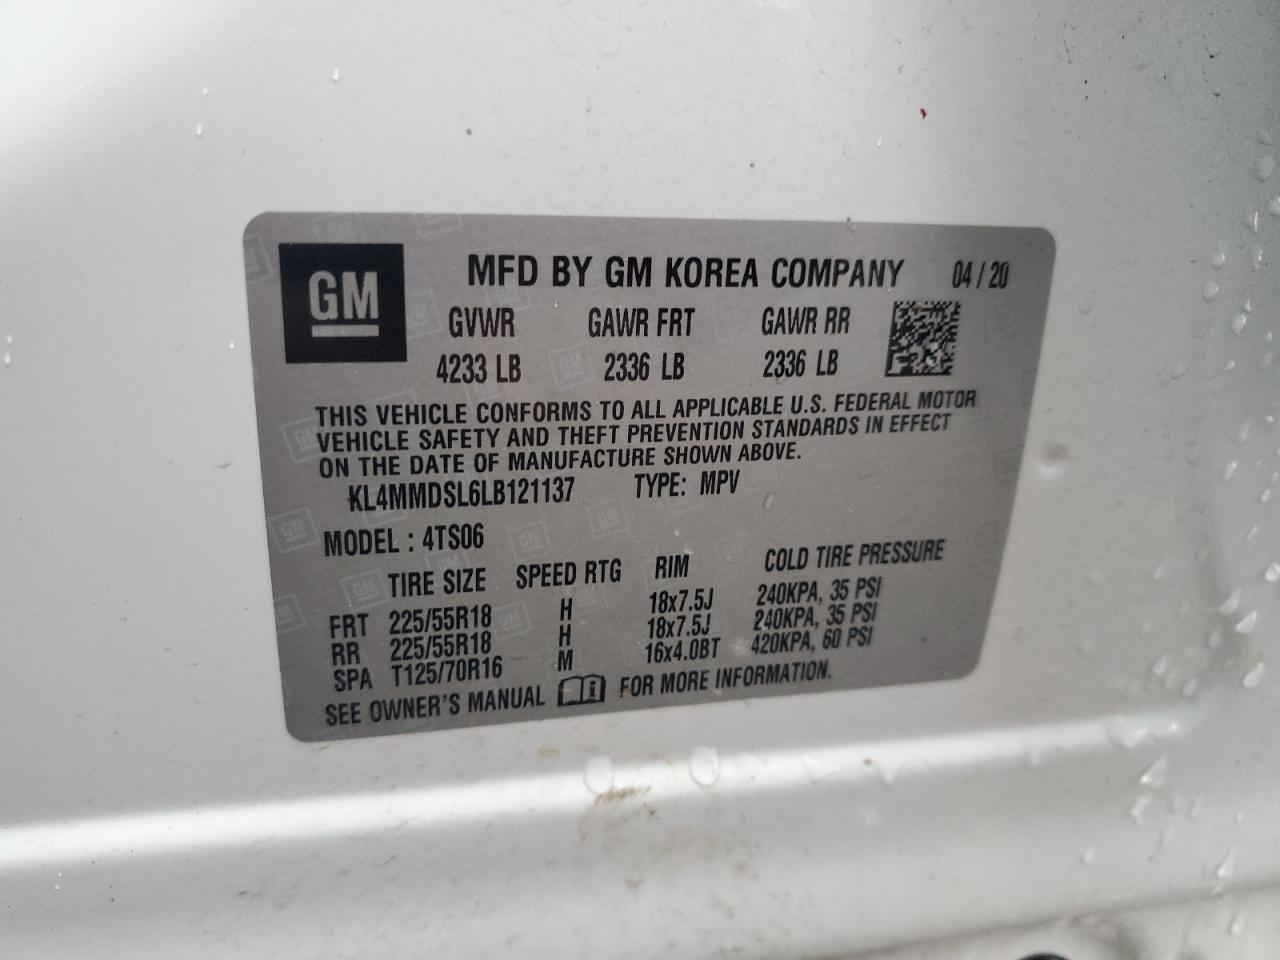 GM
MFD BY GM KOREA COMPANY 04 / 20
GVWR GAWR FRT GAWR RR
4233 LB 2336 LB 2336 LB
THIS VEHICLE CONFORMS TO ALL APPLICABLE U.S. FEDERAL MOTOR
VEHICLE SAFETY AND THEFT PREVENTION STANDARDS IN EFFECT
ON THE DATE OF MANUFACTURE SHOWN ABOVE.
KL4MMDSL6LB121137 TYPE: MPV
MODEL : 4TS06
TIRE SIZE SPEED RTG RIM COLD TIRE PRESSURE
FRT 225/55R18 H 18x7.5J 240KPA, 35 PSI
RR 225/55R18 H 18x7.5J 240KPA, 35 PSI
SPA T125/70R16 M 16x4.0BT 420KPA, 60 PSI
SEE OWNER'S MANUAL i FOR MORE INFORMATION.